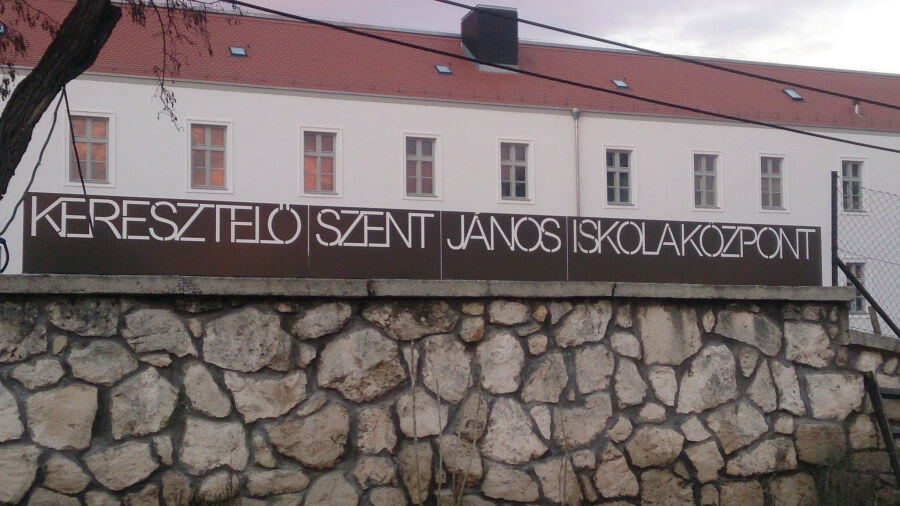 KERESZTELŐ SZENT JÁNOS ISKOLAKÖZPONT